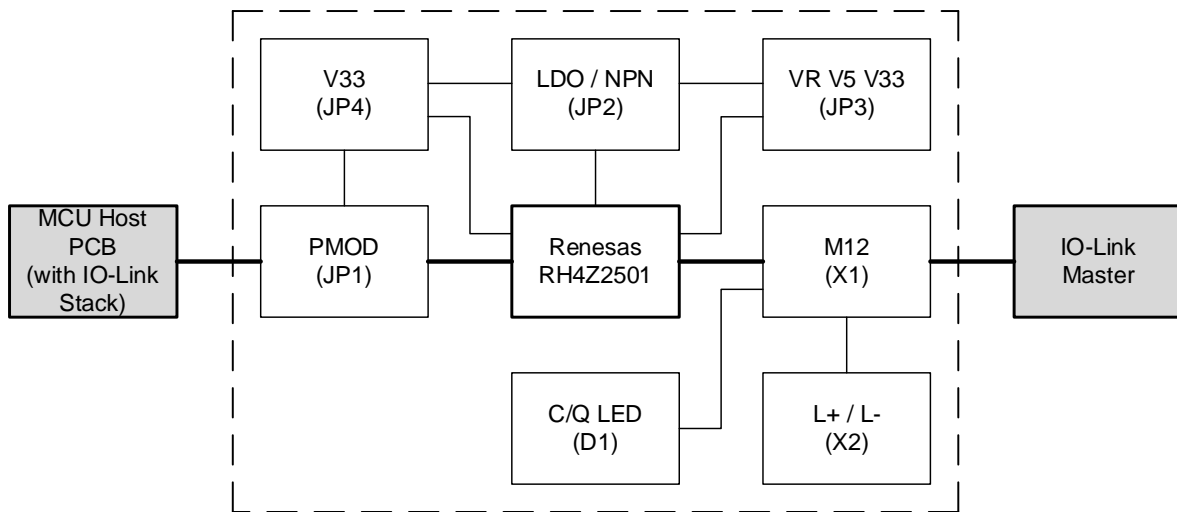 V33
(JP4)
LDO / NPN
(JP2)
VR V5 V33
(JP3)
MCU Host
PCB
(with IO-Link
Stack)
PMOD
(JP1)
Renesas
RH4Z2501
M12
(X1)
IO-Link
Master
C/Q LED
(D1)
L+ / L-
(X2)